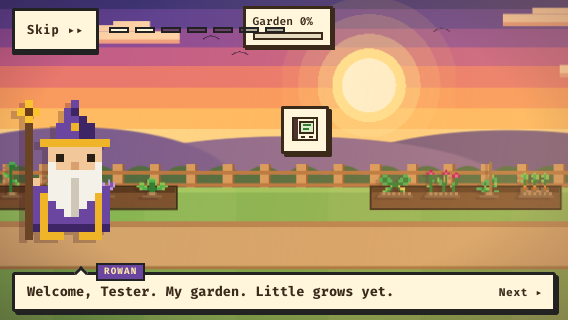 Skip ▸▸
Garden 0%
ROWAN
Welcome, Tester. My garden. Little grows yet.
Next ▸